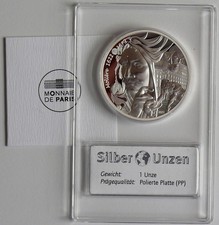 MONNAIE
DE PARIS
Silber Unzen
Gewicht: 1 Unze
Prägequalität: Polierte Platte (PP)